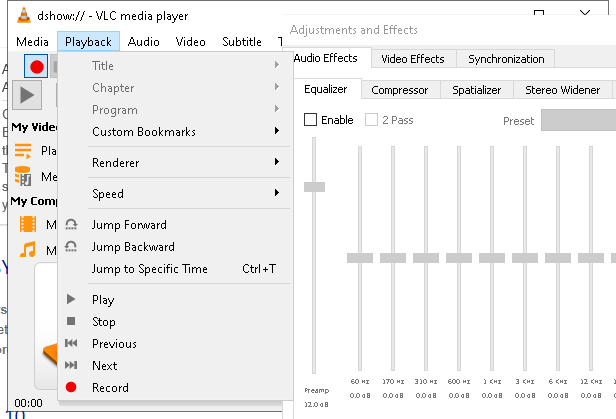 dshow:// - VLC media player
Media Playback Audio Video Subtitle T
Title
Chapter
Program
Custom Bookmarks
Renderer
Speed
Jump Forward
Jump Backward
Jump to Specific Time Ctrl+T
Play
Stop
Previous
Next
Record
My Vide
Pla
Me
My Comp
M
M
00:00
Adjustments and Effects
Audio Effects Video Effects Synchronization
Equalizer Compressor Spatializer Stereo Widener
Enable 2 Pass Preset
60 Hz 170 Hz 310 Hz 600 Hz 1 KHz 3 KHz 6 KHz 12 KHz
Preamp 0.0 dB 0.0 dB 0.0 dB 0.0 dB 0.0 dB 0.0 dB 0.0 dB 0.0 dB
12.0 dB